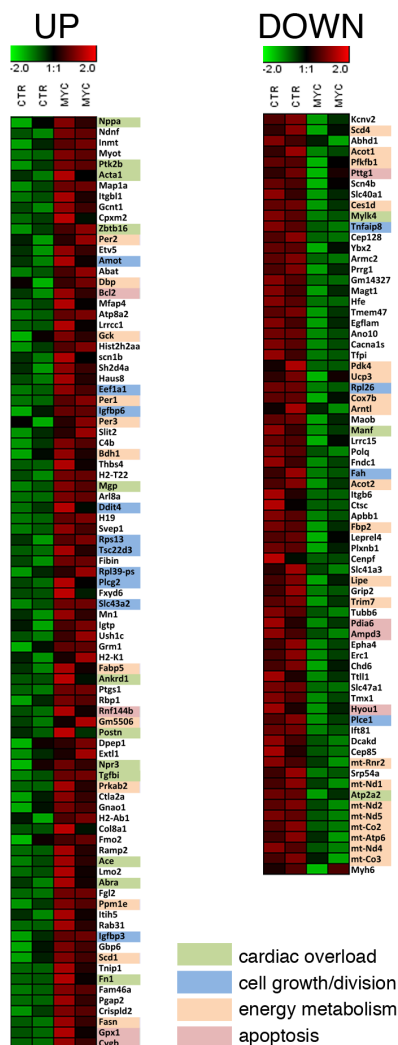 UP
-2.0 1:1 2.0
CTR CTR MYC MYC
Nppa
Ndnf
Inmt
Myot
Ptk2b
Acta1
Map1a
Itgbl1
Gcnt1
Cpxm2
Zbtb16
Per2
Etv5
Amot
Abat
Dbp
Bcl2
Mfap4
Atp8a2
Lrrcc1
Gck
Hist2h2aa
scn1b
Sh2d4a
Haus8
Eef1a1
Per1
Igfbp6
Per3
Slit2
C4b
Bdh1
Thbs4
H2-T22
Mgp
Arl8a
Ddit4
H19
Svep1
Rps13
Tsc22d3
Fibin
Rpl39-ps
Plcg2
Fxyd6
Slc43a2
Mn1
Igtp
Ush1c
Grm1
H2-K1
Fabp5
Ankrd1
Ptgs1
Rbp1
Rnf144b
Gm5506
Postn
Dpep1
Extl1
Npr3
Tgfbi
Prkab2
Ctla2a
Gnao1
H2-Ab1
Col8a1
Fmo2
Ramp2
Ace
Lmo2
Abra
Fgl2
Ppm1e
Itih5
Rab31
Igfbp3
Gbp6
Scd1
Tnip1
Fn1
Fam46a
Pgap2
Crispld2
Fasn
Gpx1
Cygb
DOWN
-2.0 1:1 2.0
CTR CTR MYC MYC
Kcnv2
Scd4
Abhd1
Acot1
Pfkfb1
Pttg1
Scn4b
Slc40a1
Ces1d
Mylk4
Tnfaip8
Cep128
Ybx2
Armc2
Prrg1
Gm14327
Magt1
Hfe
Tmem47
Egflam
Ano10
Cacna1s
Tfpi
Pdk4
Ucp3
Rpl26
Cox7b
Arntl
Maob
Manf
Lrrc15
Polq
Fndc1
Fah
Acot2
Itgb6
Ctsc
Apbb1
Fbp2
Leprel4
Plxnb1
Cenpf
Slc41a3
Lipe
Grip2
Trim7
Tubb6
Pdia6
Ampd3
Epha4
Erc1
Chd6
Ttll1
Slc47a1
Tmx1
Hyou1
Plce1
Ift81
Dcakd
Cep85
mt-Rnr2
Srp54a
mt-Nd1
Atp2a2
mt-Nd2
mt-Nd5
mt-Co2
mt-Atp6
mt-Nd4
mt-Co3
Myh6
cardiac overload
cell growth/division
energy metabolism
apoptosis